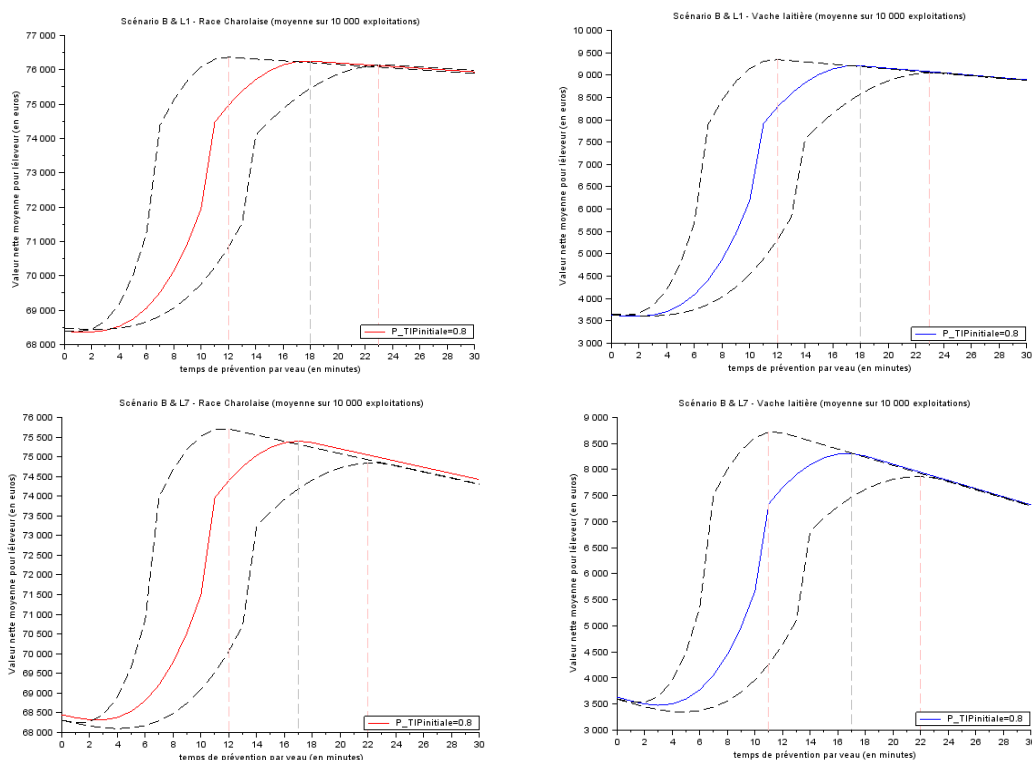 Scénario B & L1 - Race Charolaise (moyenne sur 10 000 exploitations)
Valeur nette moyenne pour léleveur (en euros)
77 000
76 000
75 000
74 000
73 000
72 000
71 000
70 000
69 000
68 000
P_TIPinitiale=0.8
0 2 4 6 8 10 12 14 16 18 20 22 24 26 28 30
temps de prévention par veau (en minutes)
Scénario B & L1 - Vache laitière (moyenne sur 10 000 exploitations)
Valeur nette moyenne pour léleveur (en euros)
10 000
9 500
9 000
8 500
8 000
7 500
7 000
6 500
6 000
5 500
5 000
4 500
4 000
3 500
3 000
P_TIPinitiale=0.8
0 2 4 6 8 10 12 14 16 18 20 22 24 26 28 30
temps de prévention par veau (en minutes)
Scénario B & L7 - Race Charolaise (moyenne sur 10 000 exploitations)
Valeur nette moyenne pour léleveur (en euros)
76 000
75 500
75 000
74 500
74 000
73 500
73 000
72 500
72 000
71 500
71 000
70 500
70 000
69 500
69 000
68 500
68 000
P_TIPinitiale=0.8
0 2 4 6 8 10 12 14 16 18 20 22 24 26 28 30
temps de prévention par veau (en minutes)
Scénario B & L7 - Vache laitière (moyenne sur 10 000 exploitations)
Valeur nette moyenne pour léleveur (en euros)
9 000
8 500
8 000
7 500
7 000
6 500
6 000
5 500
5 000
4 500
4 000
3 500
3 000
P_TIPinitiale=0.8
0 2 4 6 8 10 12 14 16 18 20 22 24 26 28 30
temps de prévention par veau (en minutes)